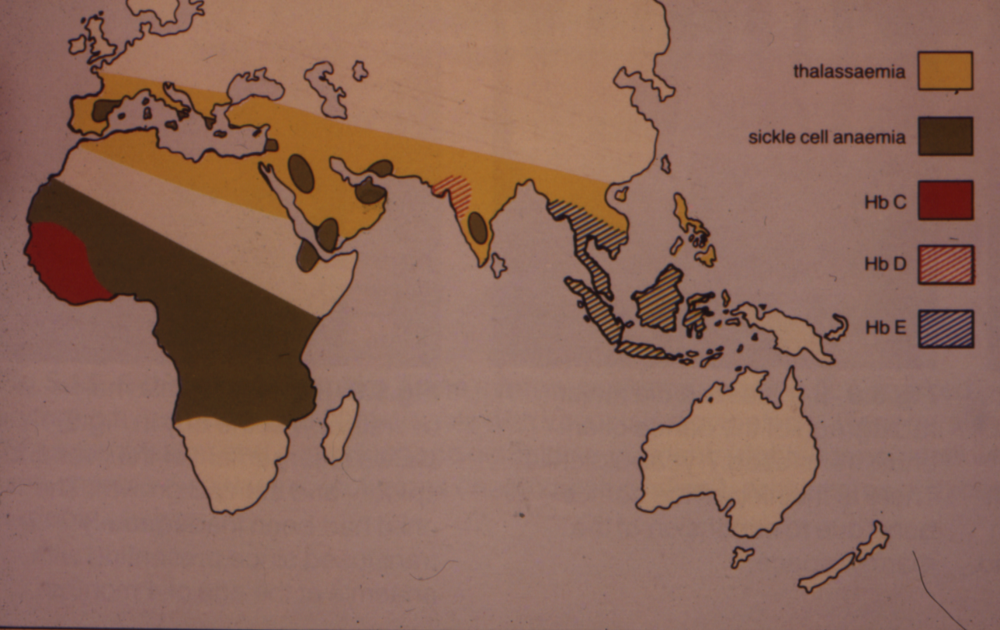 thalassaemia
sickle cell anaemia
Hb C
Hb D
Hb E